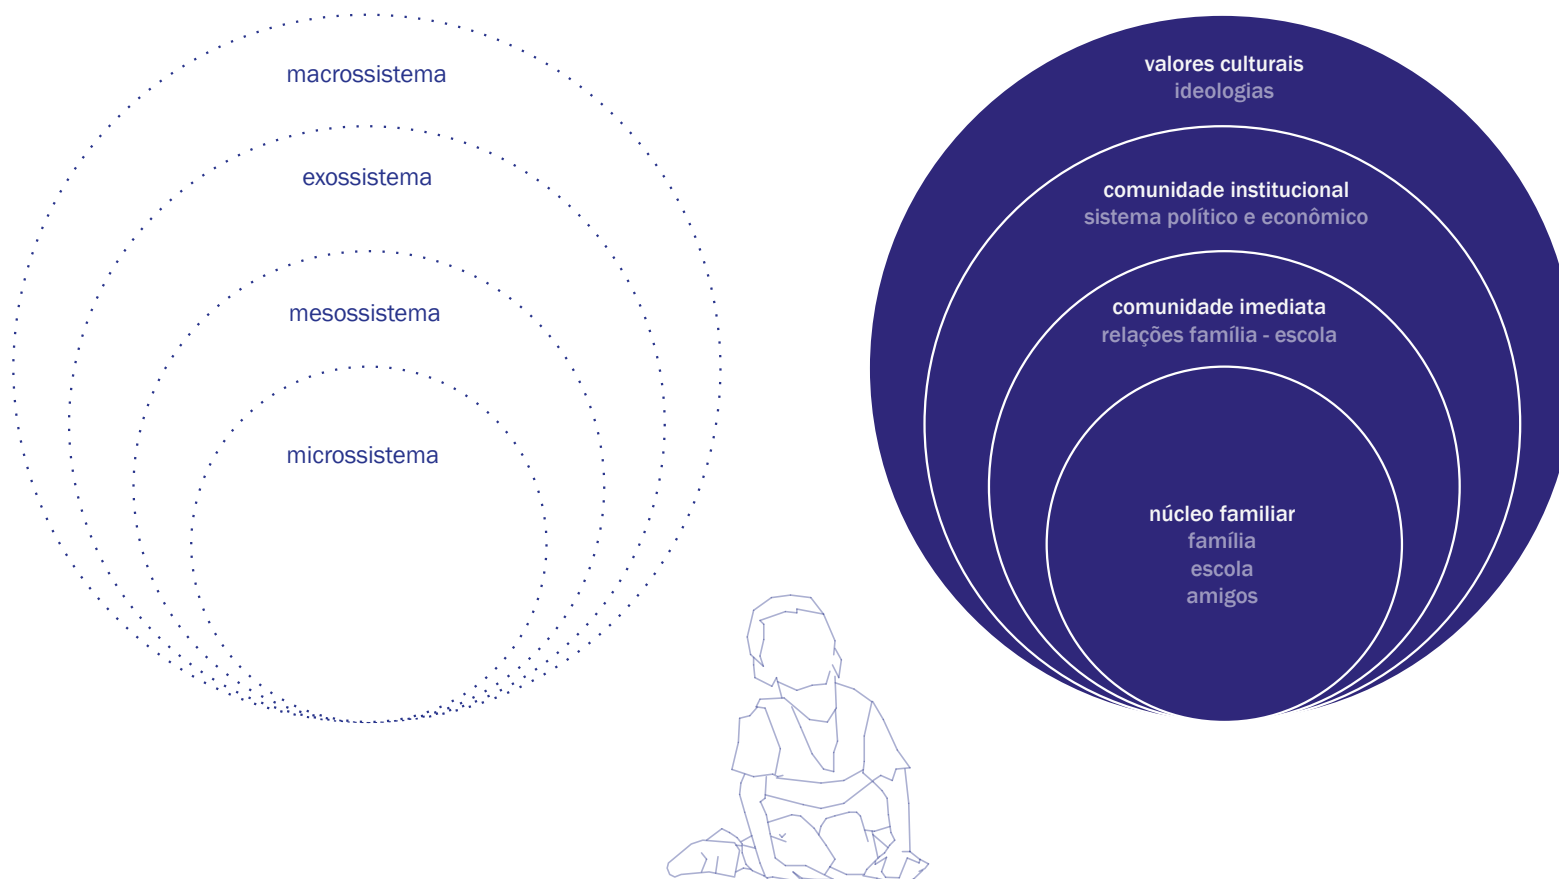 macrossistema
exossistema
mesossistema
microssistema
valores culturais
ideologias
comunidade institucional
sistema político e econômico
comunidade imediata
relações família - escola
núcleo familiar
família
escola
amigos